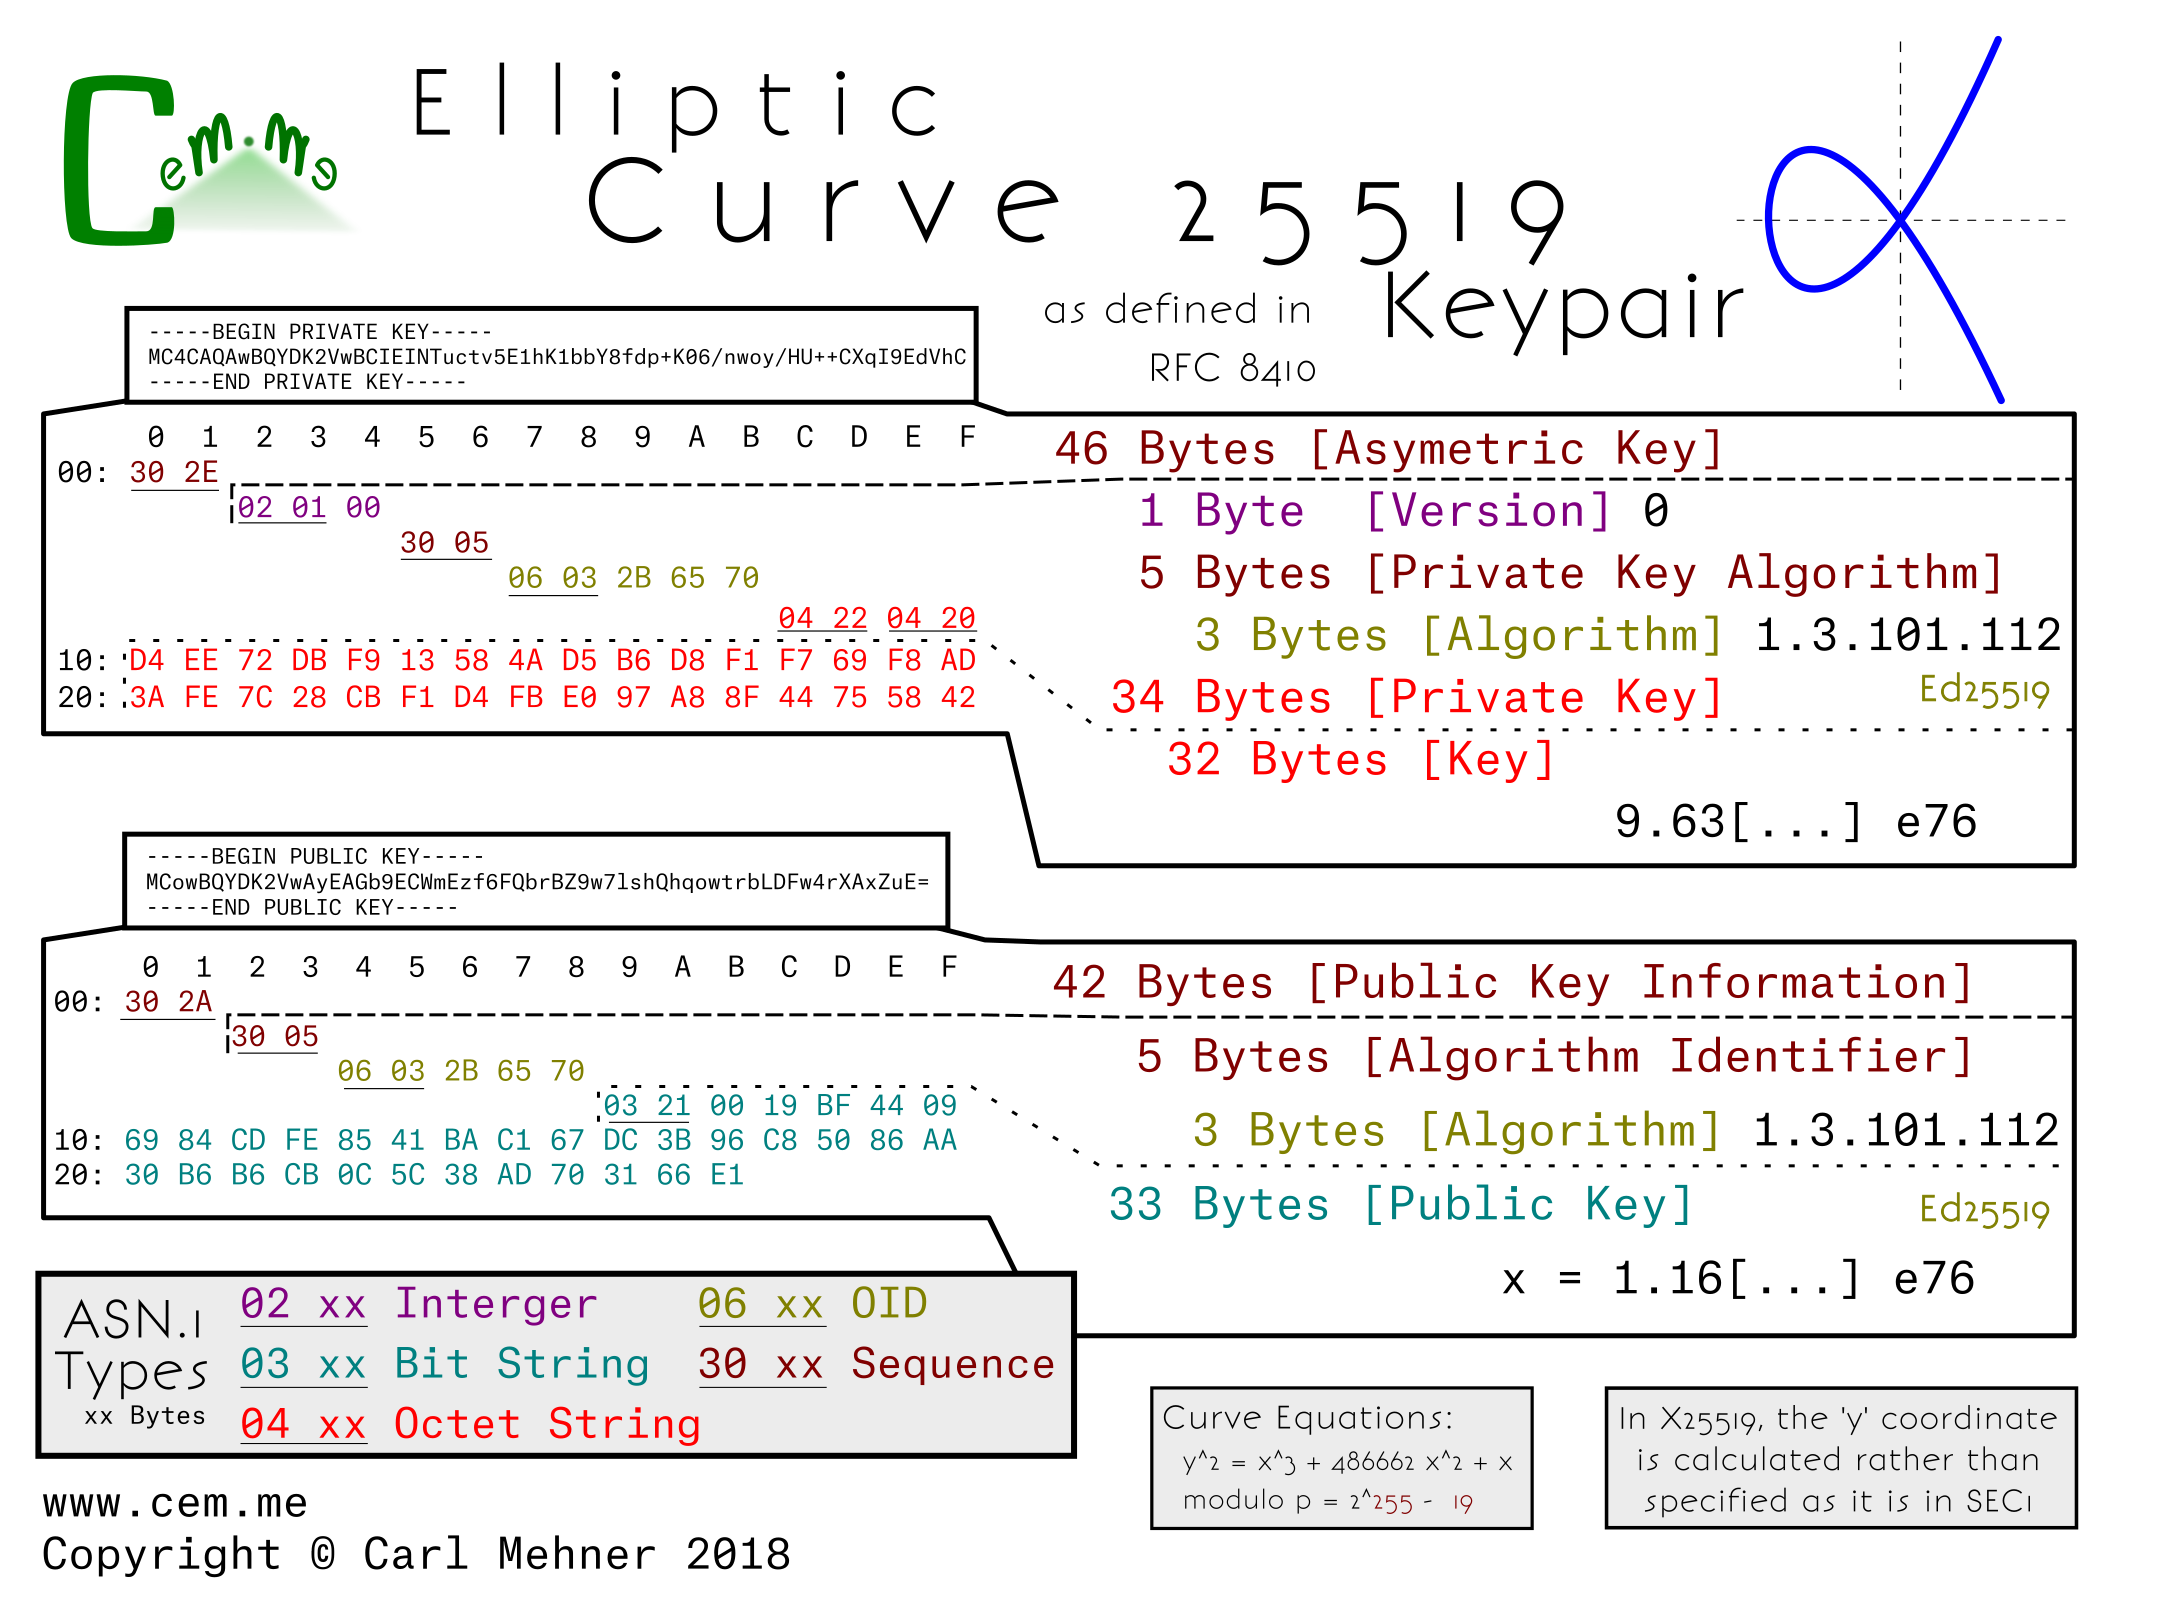 Cem.me
Elliptic
Curve 25519
Keypair
as defined in
RFC 8410
-----BEGIN PRIVATE KEY-----
MC4CAQAwBQYDK2VwBCIEINTuctv5E1hK1bbY8fdp+K06/nwoy/HU++CXqI9EdVhC
-----END PRIVATE KEY-----
0 1 2 3 4 5 6 7 8 9 A B C D E F
00: 30 2E
02 01 00
30 05
06 03 2B 65 70
04 22 04 20
10: D4 EE 72 DB F9 13 58 4A D5 B6 D8 F1 F7 69 F8 AD
20: 3A FE 7C 28 CB F1 D4 FB E0 97 A8 8F 44 75 58 42
46 Bytes [Asymetric Key]
1 Byte [Version] 0
5 Bytes [Private Key Algorithm]
3 Bytes [Algorithm] 1.3.101.112
Ed25519
34 Bytes [Private Key]
32 Bytes [Key]
9.63[...] e76
-----BEGIN PUBLIC KEY-----
MCowBQYDK2VwAyEAGb9ECWmEzf6FQbrBZ9w7lshQhqowtrbLDFw4rXAxZuE=
-----END PUBLIC KEY-----
0 1 2 3 4 5 6 7 8 9 A B C D E F
00: 30 2A
30 05
06 03 2B 65 70
03 21 00 19 BF 44 09
10: 69 84 CD FE 85 41 BA C1 67 DC 3B 96 C8 50 86 AA
20: 30 B6 B6 CB 0C 5C 38 AD 70 31 66 E1
42 Bytes [Public Key Information]
5 Bytes [Algorithm Identifier]
3 Bytes [Algorithm] 1.3.101.112
33 Bytes [Public Key]
Ed25519
x = 1.16[...] e76
ASN.1
Types
xx Bytes
02 xx Interger
03 xx Bit String
04 xx Octet String
06 xx OID
30 xx Sequence
Curve Equations:
y^2 = x^3 + 486662 x^2 + x
modulo p = 2^255 - 19
In X25519, the 'y' coordinate
is calculated rather than
specified as it is in SEC1
www.cem.me
Copyright © Carl Mehner 2018